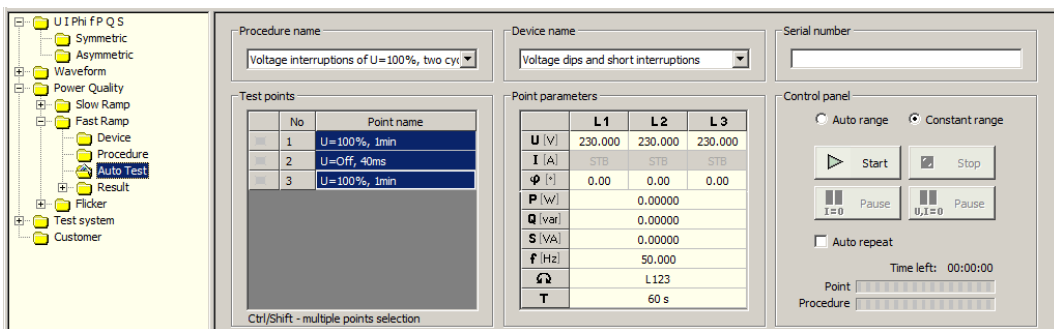 U I Phi f P Q S
Symmetric
Asymmetric
Waveform
Power Quality
Slow Ramp
Fast Ramp
Device
Procedure
Auto Test
Result
Flicker
Test system
Customer
Procedure name
Voltage interruptions of U=100%, two cyc
Device name
Voltage dips and short interruptions
Serial number
Test points
No Point name
1 U=100%, 1min
2 U=Off, 40ms
3 U=100%, 1min
Ctrl/Shift - multiple points selection
Point parameters
L1 L2 L3
U [V] 230.000 230.000 230.000
I [A] STB STB STB
φ [°] 0.00 0.00 0.00
P [W] 0.00000
Q [var] 0.00000
S [VA] 0.00000
f [Hz] 50.000
L123
T 60 s
Control panel
Auto range Constant range
Start Stop
I=0 Pause U,I=0 Pause
Auto repeat
Time left: 00:00:00
Point
Procedure